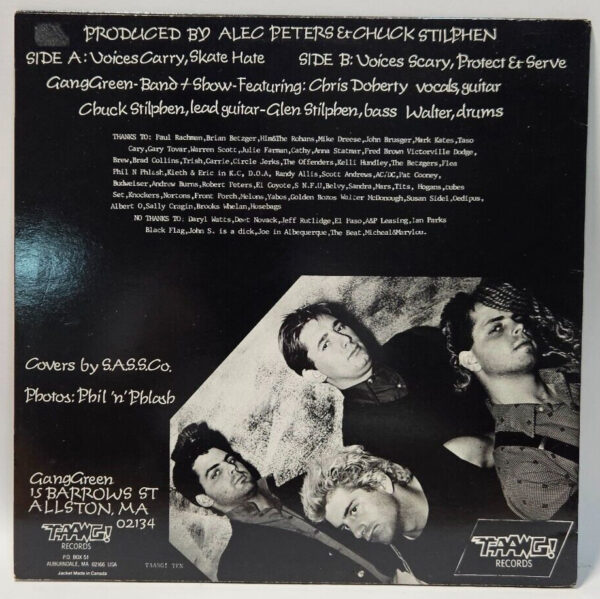 PRODUCED BY ALEC PETERS & CHUCK STILPHEN
SIDE A: VOICES CARRY, SKATE HATE SIDE B: VOICES SCARY, PROTECT & SERVE
GANGGREEN-BAND + SHOW-FEATURING: CHRIS DOHERTY VOCALS, GUITAR
CHUCK STILPHEN, LEAD GUITAR-GLEN STILPHEN, BASS WALTER, DRUMS
THANKS TO: Paul Rachman,Brian Betzger,Him&The Rohans,Mike Dreese,John Brusger,Mark Kates,Taso
Cary,Gary Tovar,Warren Scott,Julie Farman,Cathy,Anna Statmar,Fred Brown Victorville Dodge,
Brew,Brad Collins,Trish,Carrie,Circle Jerks,The Offenders,Kelli Hundley,The Betzgers,Flea
Phil N Phlash,Kieth & Eric in K.C, D.O.A, Randy Allis,Scott Andrews,AC/DC,Pat Cooney,
Budweiser,Andrew Burns,Robert Peters,El Coyote,S N.F.U,Belvy,Sandra,Mars,Tits, Hogans,cubes
Set,Knockers,Nortons,Front Porch,Melons,Yabos,Golden Bozos Walter McDonough,Susan Sidel,Oedipus,
Albert O,Sally Cragin,Brooks Whelan,Hosebags
NO THANKS TO: Daryl Watts,Novack,Jeff Rutlidge,El Paso,A&P Leasing,Ian Parks
Black Flag,John S. is a dick,Joe in Albequerque,The Beat,Micheal&Marylou.
COVERS BY S.A.S.S.CO.
PHOTOS: PHIL 'N' PHLASH
GANGGREEN
15 BARROWS ST
ALLSTON, MA
02134
TAANG!
RECORDS
P.O. BOX 51
AUBURNDALE, MA 02166 USA
Jacket Made in Canada
TAANG! TEN
TAANG!
RECORDS